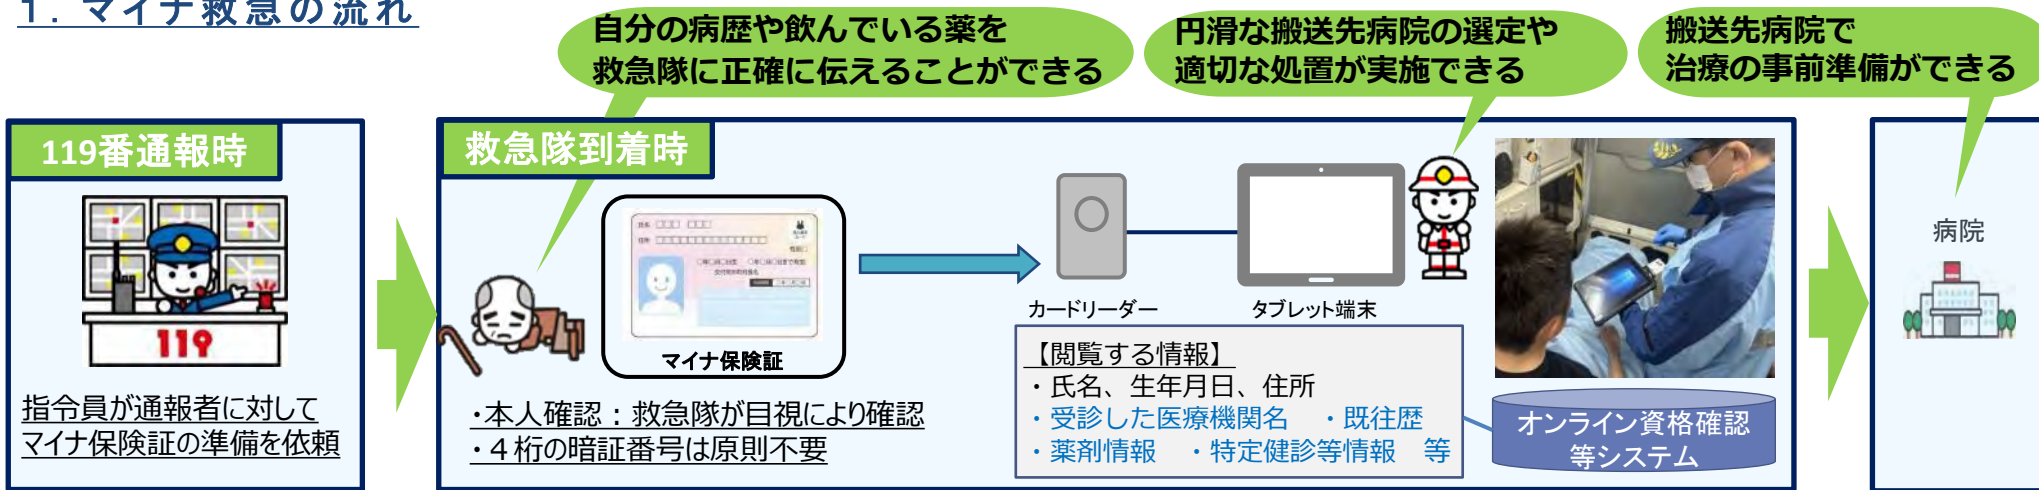 1. マイナ救急の流れ
自分の病歴や飲んでいる薬を
救急隊に正確に伝えることができる
円滑な搬送先病院の選定や
適切な処置が実施できる
搬送先病院で
治療の事前準備ができる
119番通報時
119
指令員が通報者に対して
マイナ保険証の準備を依頼
救急隊到着時
氏名
住所
マイナ保険証
・本人確認：救急隊が目視により確認
・４桁の暗証番号は原則不要
カードリーダー
タブレット端末
【閲覧する情報】
・氏名、生年月日、住所
・受診した医療機関名　・既往歴
・薬剤情報　・特定健診等情報　等
オンライン資格確認
等システム
病院